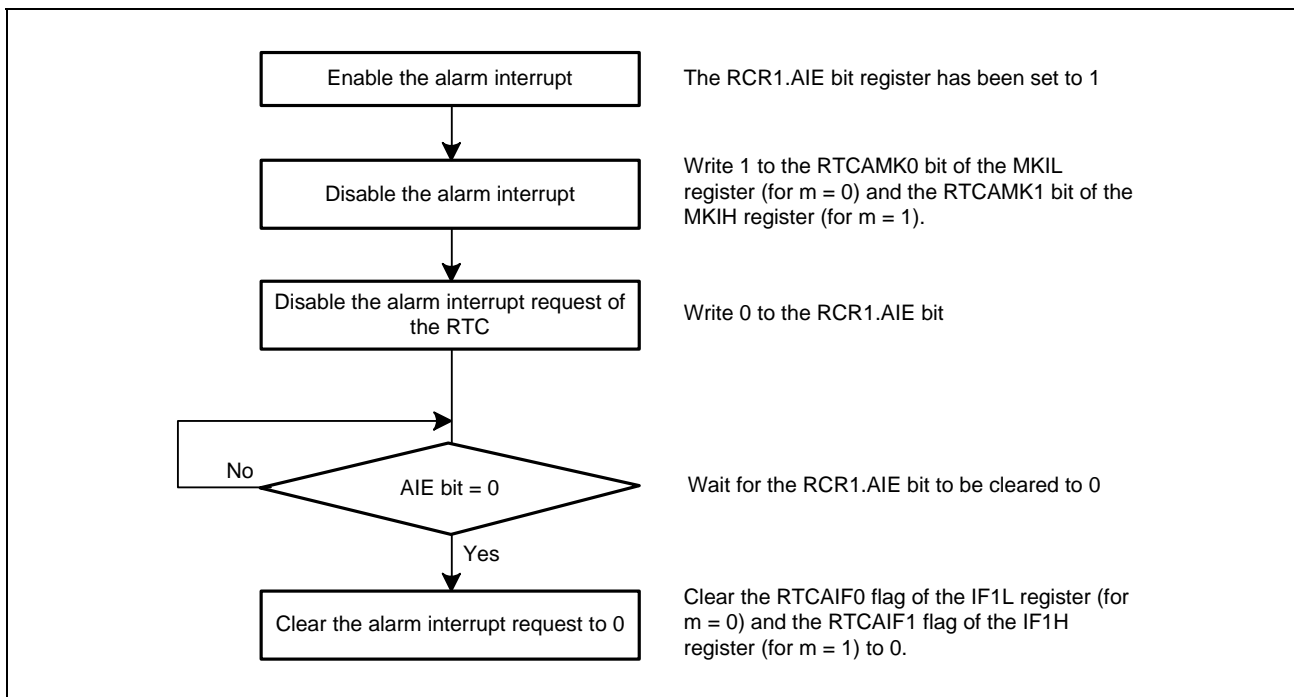 Enable the alarm interrupt
The RCR1.AIE bit register has been set to 1
Disable the alarm interrupt
Write 1 to the RTCAMK0 bit of the MKIL
register (for m = 0) and the RTCAMK1 bit of the
MKIH register (for m = 1).
Disable the alarm interrupt request of
the RTC
Write 0 to the RCR1.AIE bit
No
AIE bit = 0
Wait for the RCR1.AIE bit to be cleared to 0
Yes
Clear the alarm interrupt request to 0
Clear the RTCAIF0 flag of the IF1L register (for
m = 0) and the RTCAIF1 flag of the IF1H
register (for m = 1) to 0.